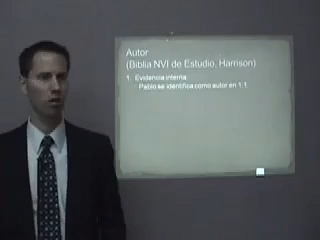 Autor
(Biblia NVI de Estudio, Harrison)
1. Evidencia interna
- Pablo se identifica como autor en 1:1.